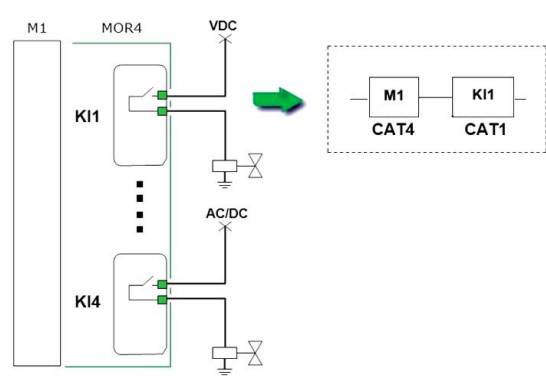 M1 MOR4 VDC
KI1
M1 KI1
CAT4 CAT1
AC/DC
KI4